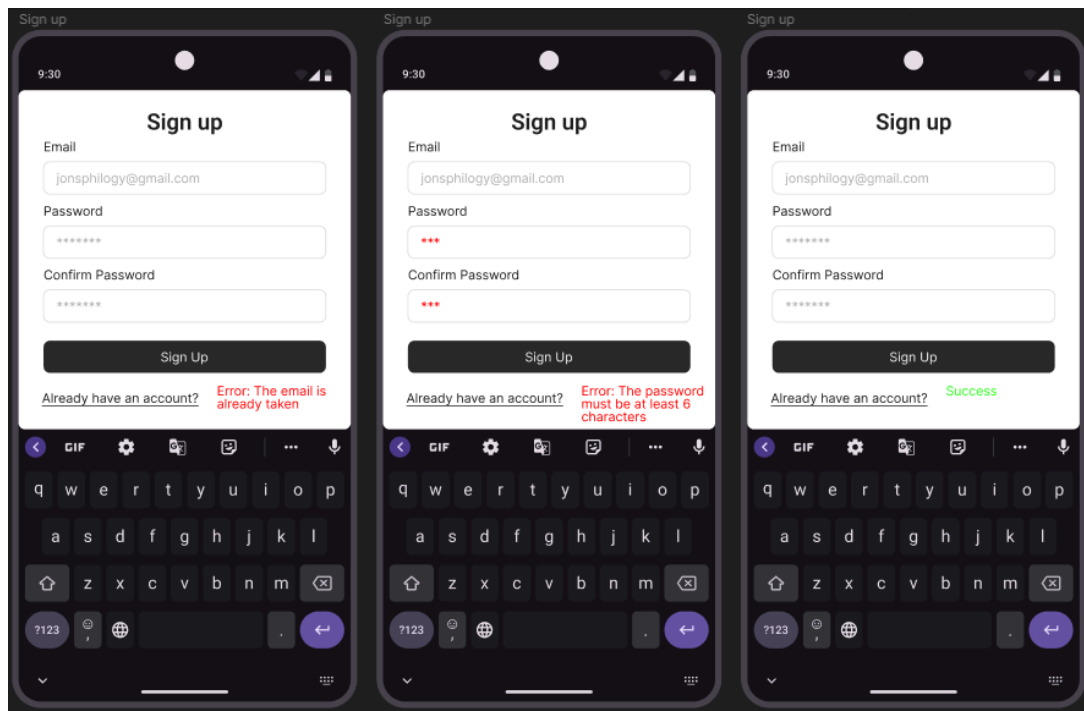 Sign up
9:30
Sign up
Email
jonsphilogy@gmail.com
Password
*******
Confirm Password
*******
Sign Up
Already have an account?
Error: The email is
already taken
GIF
q w e r t y u i o p
a s d f g h j k l
z x c v b n m
?123 , .
Sign up
9:30
Sign up
Email
jonsphilogy@gmail.com
Password
***
Confirm Password
***
Sign Up
Already have an account?
Error: The password
must be at least 6
characters
GIF
q w e r t y u i o p
a s d f g h j k l
z x c v b n m
?123 , .
Sign up
9:30
Sign up
Email
jonsphilogy@gmail.com
Password
*******
Confirm Password
*******
Sign Up
Already have an account?
Success
GIF
q w e r t y u i o p
a s d f g h j k l
z x c v b n m
?123 , .